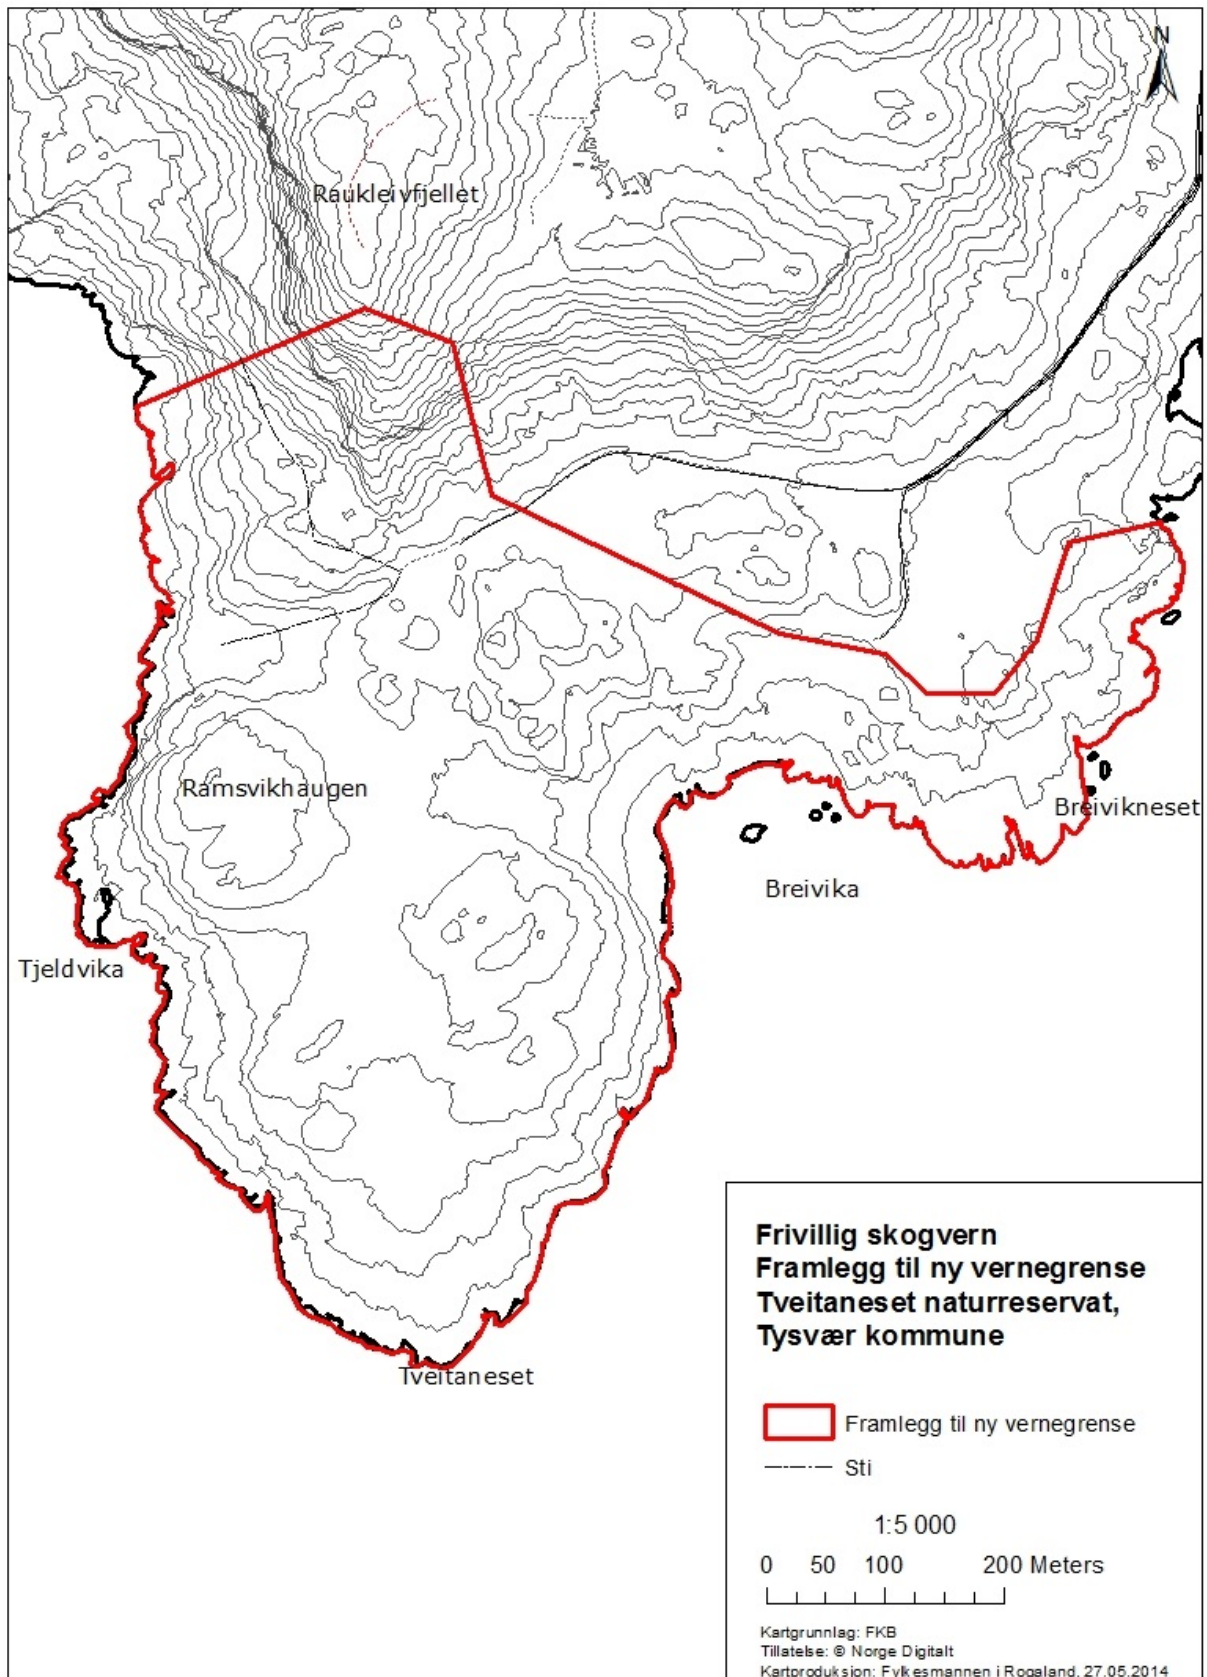 N
Raukleivfjellet
Ramsvikhaugen
Breivikneset
Breivika
Tjeldvika
Tveitaneset
Frivillig skogvern
Framlegg til ny vernegrense
Tveitaneset naturreservat,
Tysvær kommune
Framlegg til ny vernegrense
Sti
1:5 000
0 50 100 200 Meters
Kartgrunnlag: FKB
Tillatelse: © Norge Digitalt
Kartproduksjon: Fylkesmannen i Rogaland, 27.05.2014